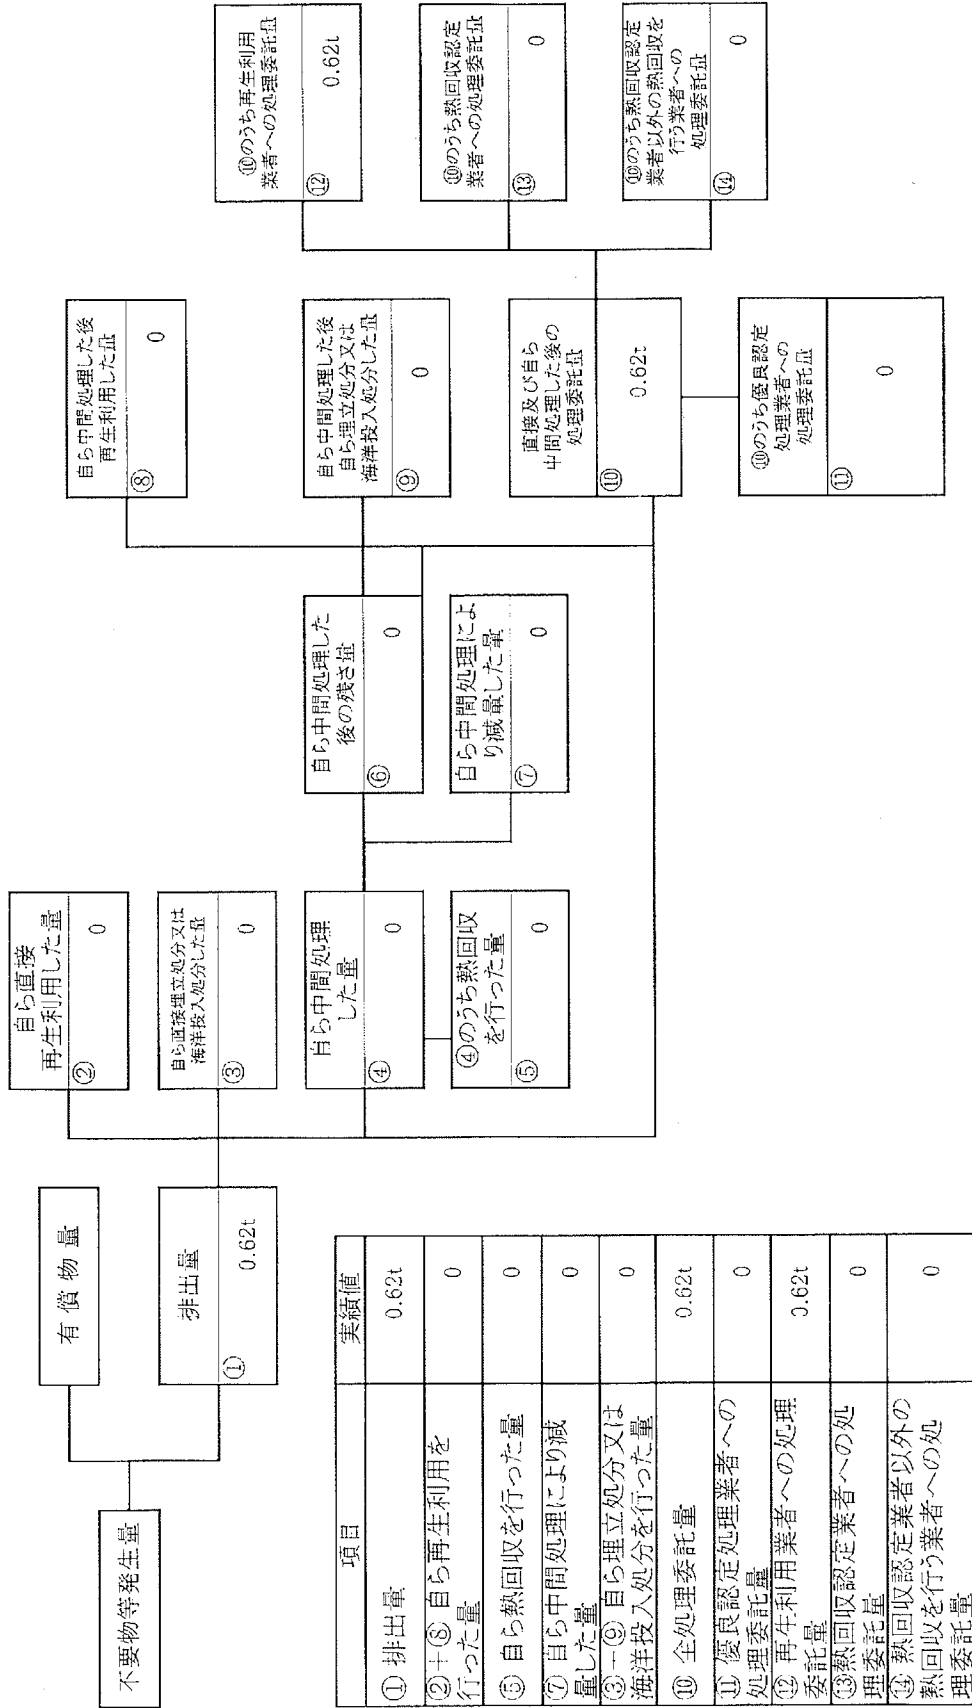 不要物等発生量
有償物量
排出量
① 0.62t
自ら直接
再生利用した量
② 0
自ら直接埋立処分又は
海洋投入処分した量
③ 0
自ら中間処理
した量
④ 0
④のうち熱回収
を行った量
⑤ 0
自ら中間処理した
後の残さ量
⑥ 0
自ら中間処理によ
り減量した量
⑦ 0
自ら中間処理した後
再生利用した量
⑧ 0
自ら中間処理した後
自ら埋立処分又は
海洋投入処分した量
⑨ 0
直接及び自ら
中間処理した後の
処理委託量
⑩ 0.62t
⑩のうち優良認定
処理業者への
処理委託量
⑪ 0
⑩のうち再生利用
業者への処理委託量
⑫ 0.62t
⑩のうち熱回収認定
業者への処理委託量
⑬ 0
⑩のうち熱回収認定
業者以外の熱回収を
行う業者への
処理委託量
⑭ 0
項目 実績値
① 排出量 0.62t
②+⑧ 自ら再生利用を
行った量 0
⑤ 自ら熱回収を行った量 0
⑦ 自ら中間処理により減
量した量 0
③+⑨ 自ら埋立処分又は
海洋投入処分を行った量 0
⑩ 全処理委託量 0.62t
⑪ 優良認定処理業者への
処理委託量 0
⑫ 再生利用業者への処理
委託量 0.62t
⑬熱回収認定業者への処
理委託量 0
⑭ 熱回収認定業者以外の
熱回収を行う業者への処
理委託量 0